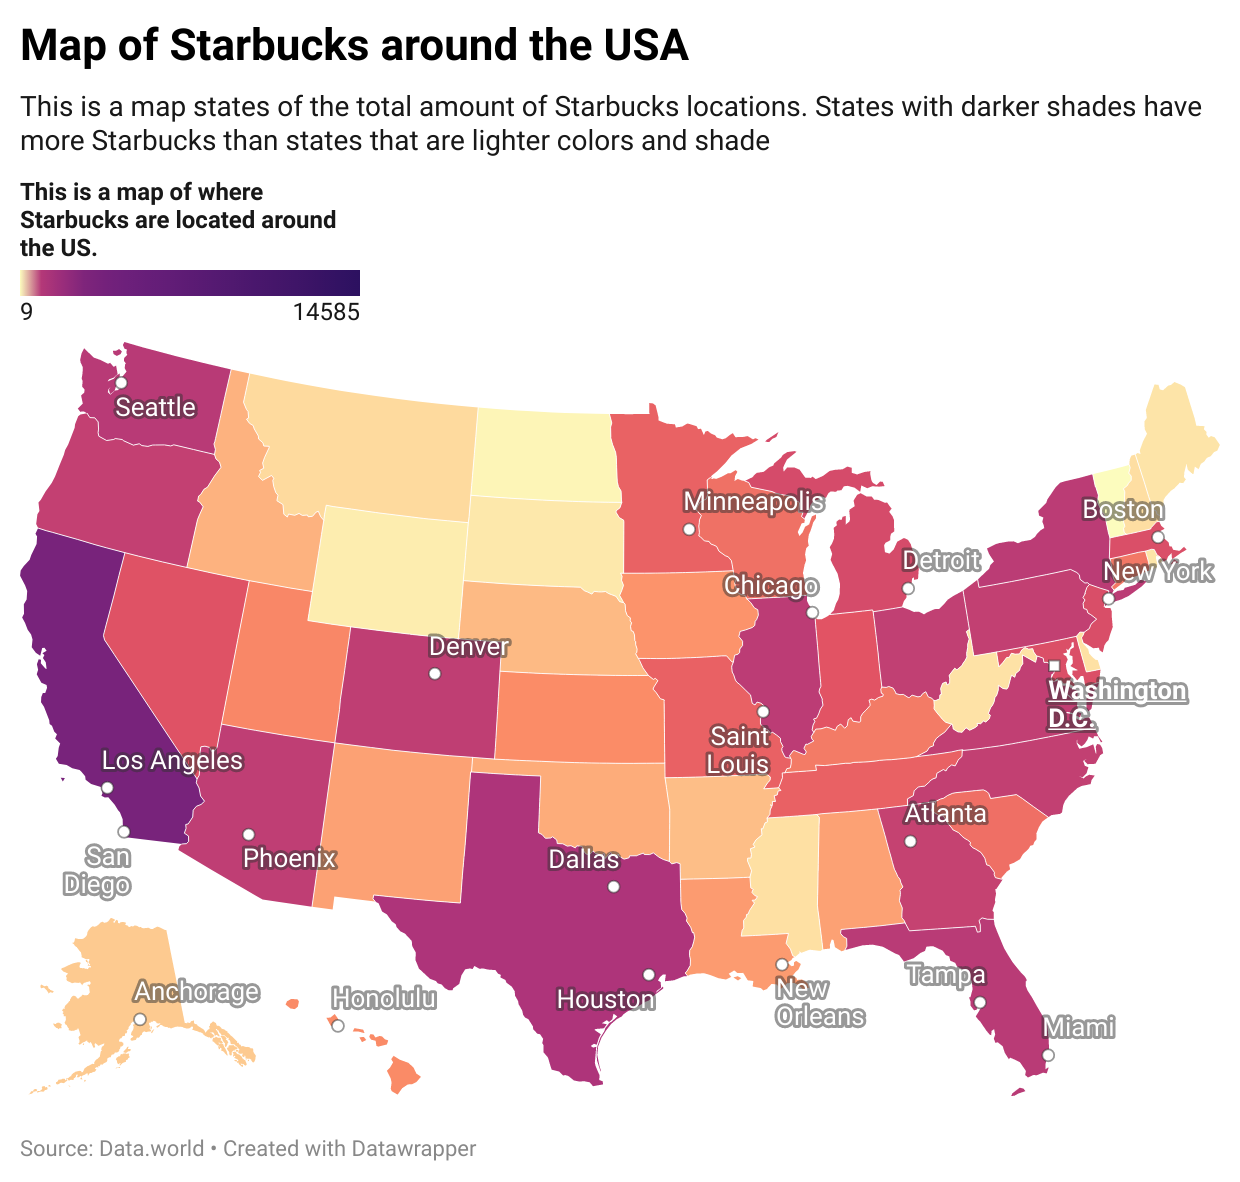 Map of Starbucks around the USA
This is a map states of the total amount of Starbucks locations. States with darker shades have
more Starbucks than states that are lighter colors and shade
This is a map of where
Starbucks are located around
the US.
9 14585
Seattle
Minneapolis
Boston
Detroit
New York
Chicago
Denver
Washington
D.C.
Saint
Louis
Los Angeles
Atlanta
Phoenix
Dallas
San
Diego
Tampa
Anchorage
Honolulu
Houston
New
Orleans
Miami
Source: Data.world • Created with Datawrapper